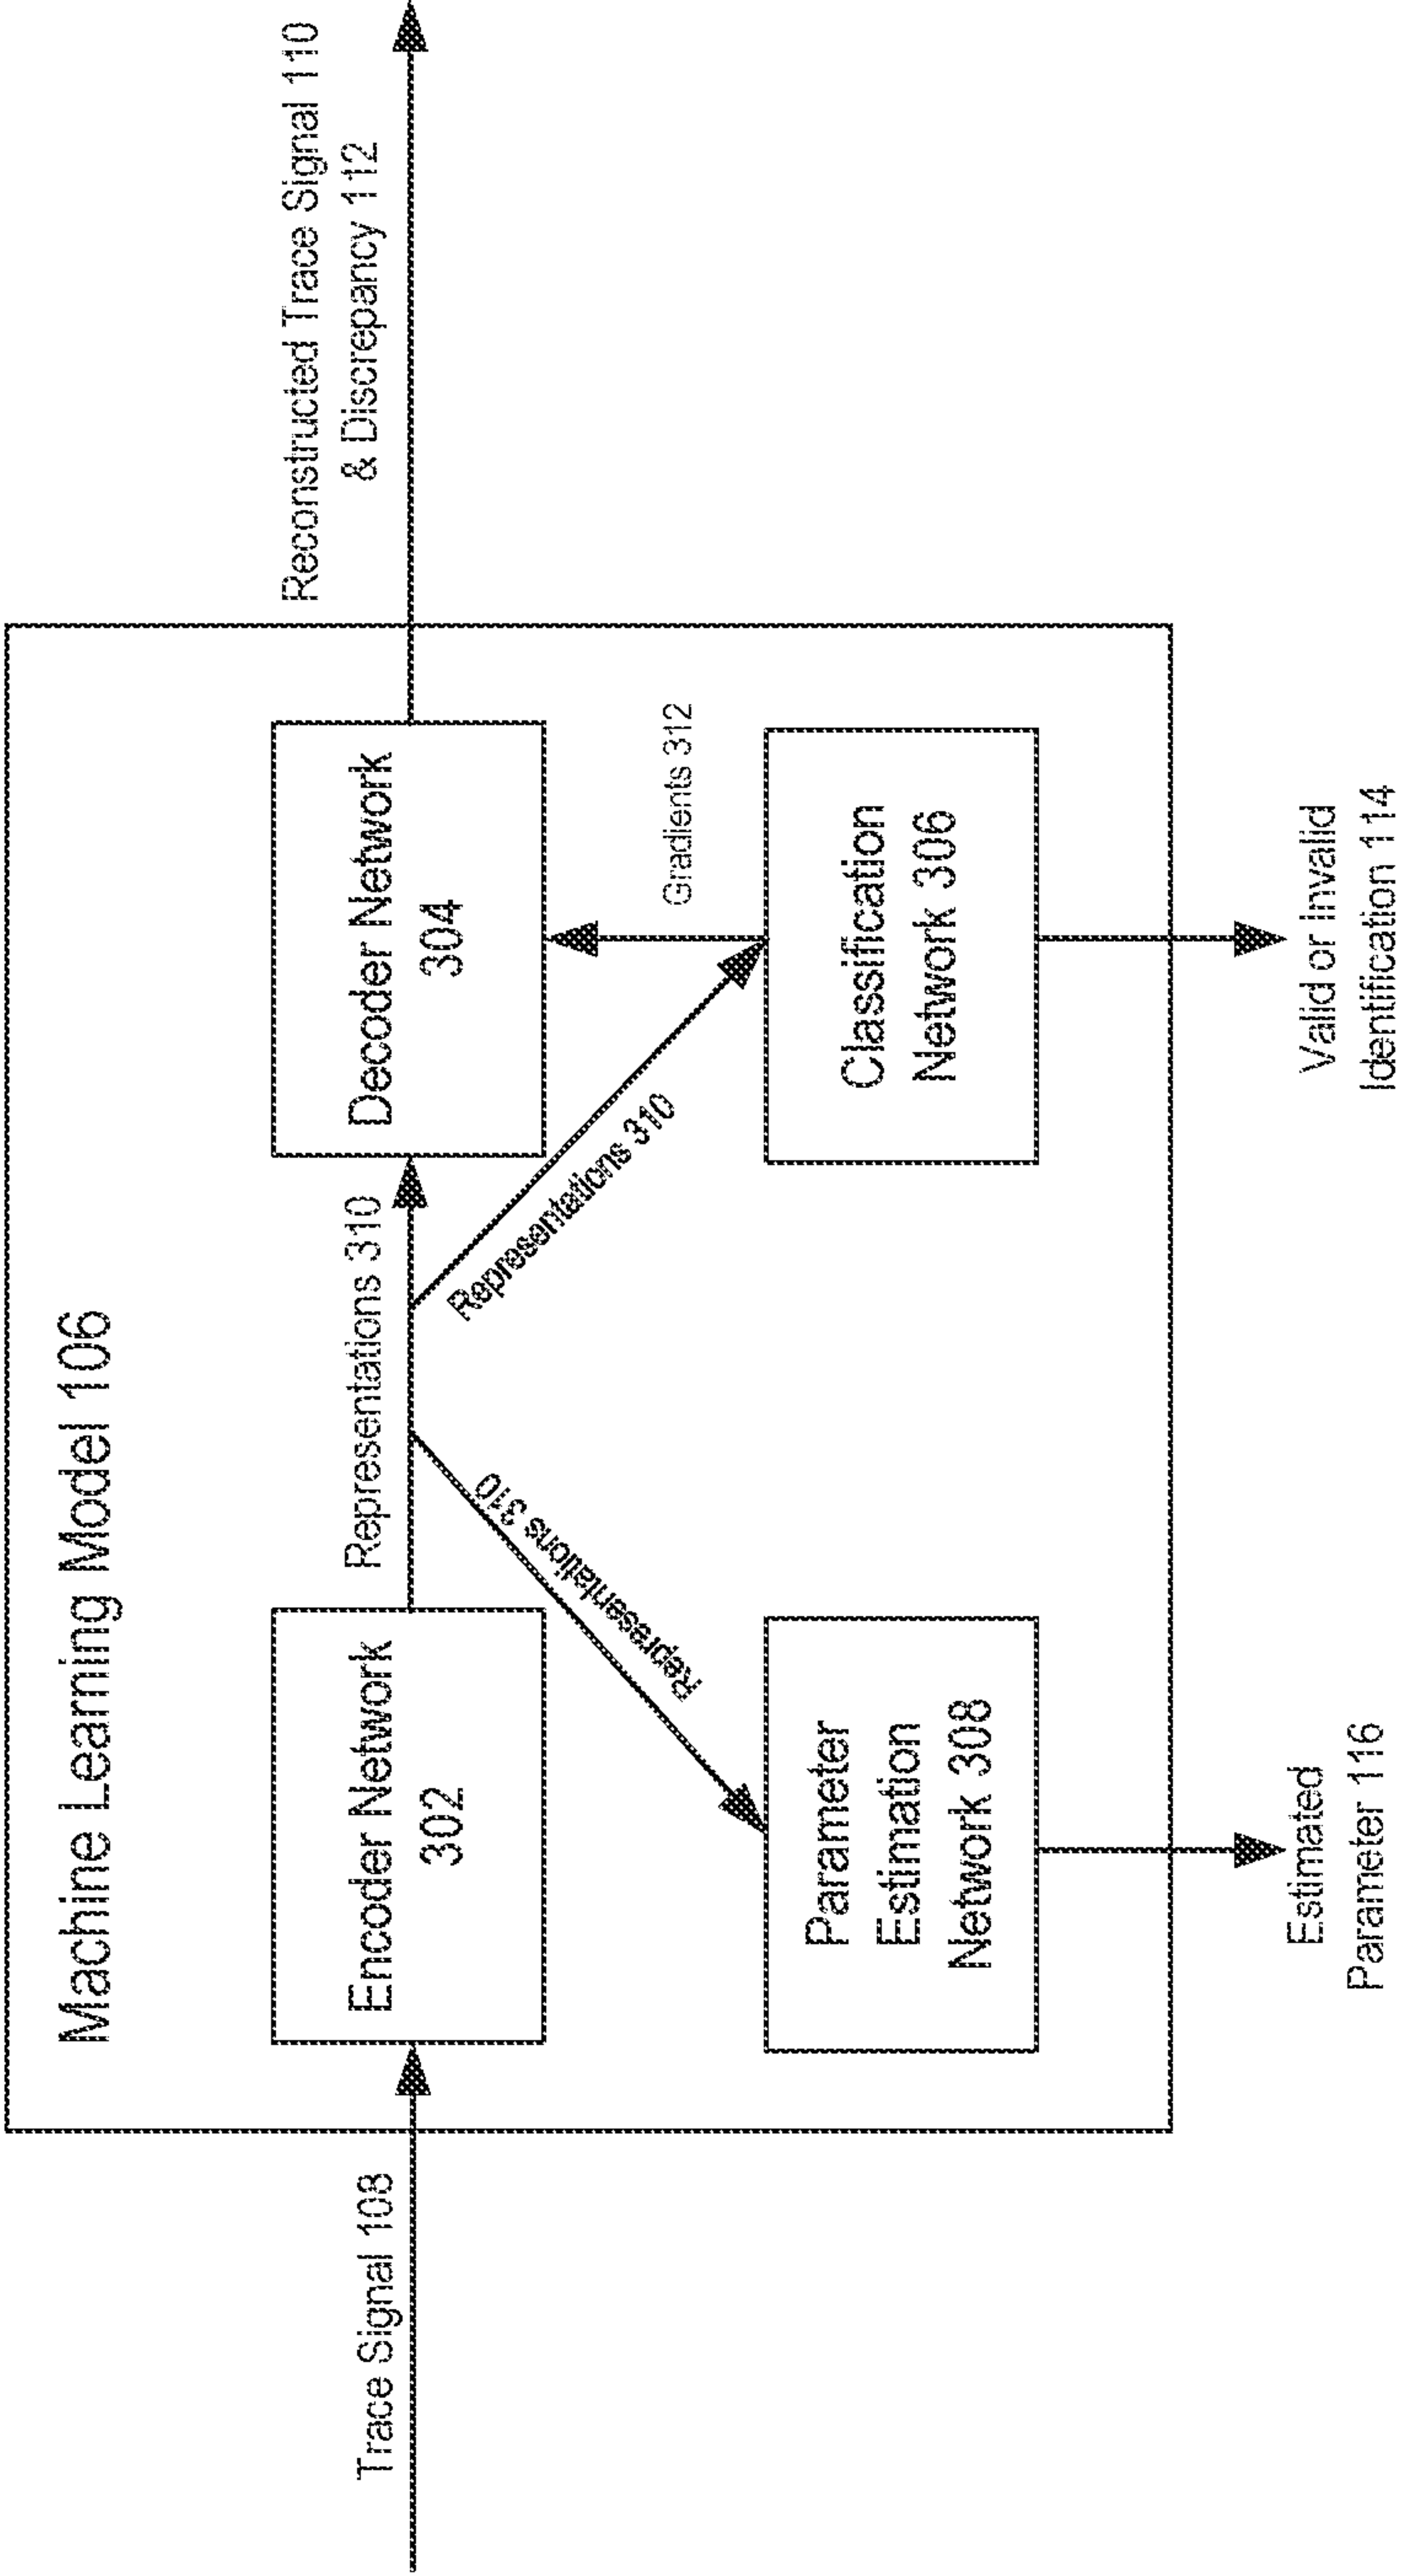 Machine Learning Model 106
Trace Signal 108
Encoder Network
302
Representations 310
Decoder Network
304
Reconstructed Trace Signal 110
& Discrepancy 112
Representations 310
Representations 310
Gradients 312
Parameter
Estimation
Network 308
Classification
Network 306
Estimated
Parameter 116
Valid or Invalid
Identification 114